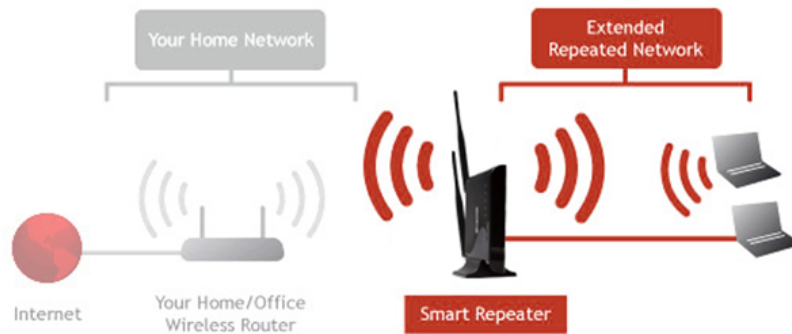 Your Home Network
Extended
Repeated Network
Internet
Your Home/Office
Wireless Router
Smart Repeater